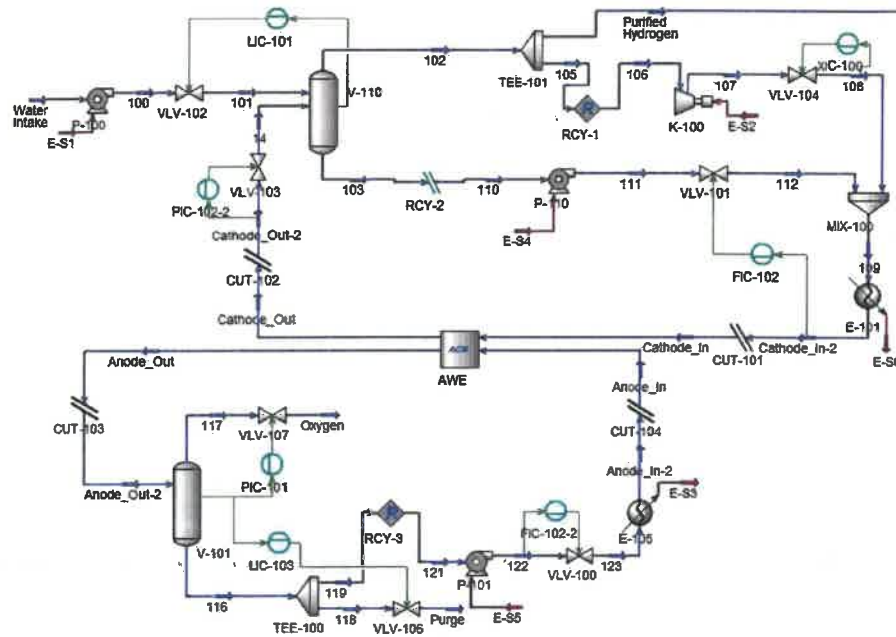 Purified
Hydrogen
LIC-101
XIC-100
102
TEE-101
105
106
107
VLV-104
108
100
VLV-102
101
V-110
Water
Intake
P-100
E-S1
RCY-1
K-100
E-S2
14
VLV-103
PIC-102-2
103
RCY-2
110
P-110
111
VLV-101
112
Cathode_Out-2
E-S4
MIX-100
CUT-102
FIC-102
109
Cathode_Out
E-101
Anode_Out
AWE
Cathode_In
CUT-101
Cathode_In-2
Anode_In
CUT-103
117
VLV-107
Oxygen
CUT-104
PIC-101
Anode_In-2
Anode_Out-2
E-S3
V-101
RCY-3
FIC-102-2
E-105
LIC-103
119
121
P-101
122
VLV-100
123
116
TEE-100
118
VLV-106
Purge
E-S5